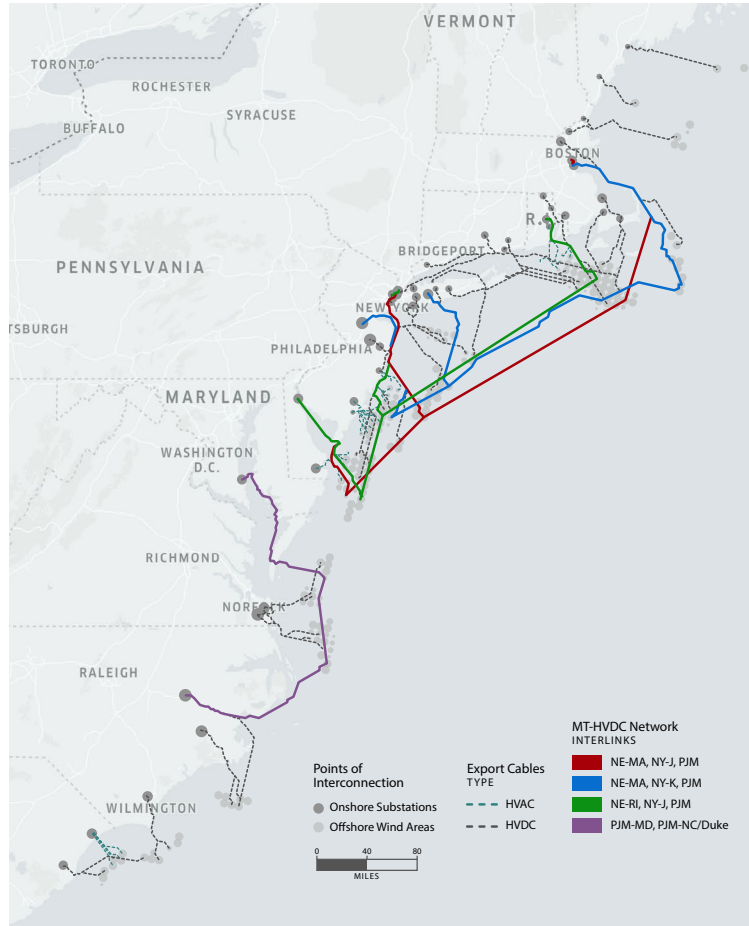 VERMONT
TORONTO
ROCHESTER
SYRACUSE
BUFFALO
BOSTON
R.
BRIDGEPORT
PENNSYLVANIA
NEW YORK
TSBURGH
PHILADELPHIA
MARYLAND
WASHINGTON
D.C.
RICHMOND
NORFOLK
RALEIGH
WILMINGTON
MT-HVDC Network
INTERLINKS
NE-MA, NY-J, PJM
NE-MA, NY-K, PJM
NE-RI, NY-J, PJM
PJM-MD, PJM-NC/Duke
Points of
Interconnection
Onshore Substations
Offshore Wind Areas
Export Cables
TYPE
HVAC
HVDC
0 40 80
MILES